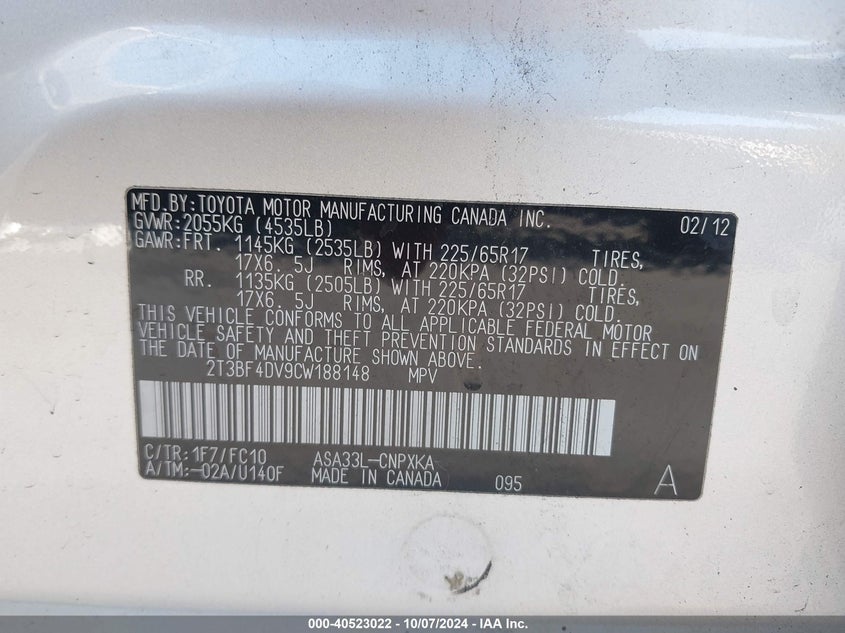 MFD.BY:TOYOTA MOTOR MANUFACTURING CANADA INC. 02/12
GVWR:2055KG (4535LB)
GAWR:FRT. 1145KG (2535LB) WITH 225/65R17 TIRES,
17X6. 5J RIMS, AT 220KPA (32PSI) COLD.
RR. 1135KG (2505LB) WITH 225/65R17 TIRES,
17X6. 5J RIMS, AT 220KPA (32PSI) COLD.
THIS VEHICLE CONFORMS TO ALL APPLICABLE FEDERAL MOTOR
VEHICLE SAFETY AND THEFT PREVENTION STANDARDS IN EFFECT ON
THE DATE OF MANUFACTURE SHOWN ABOVE.
2T3BF4DV9CW188148 MPV
C/TR:1F7/FC10 ASA33L-CNPXKA
A/TM:-02A/U140F MADE IN CANADA 095 A
000-40523022 - 10/07/2024 - IAA Inc.